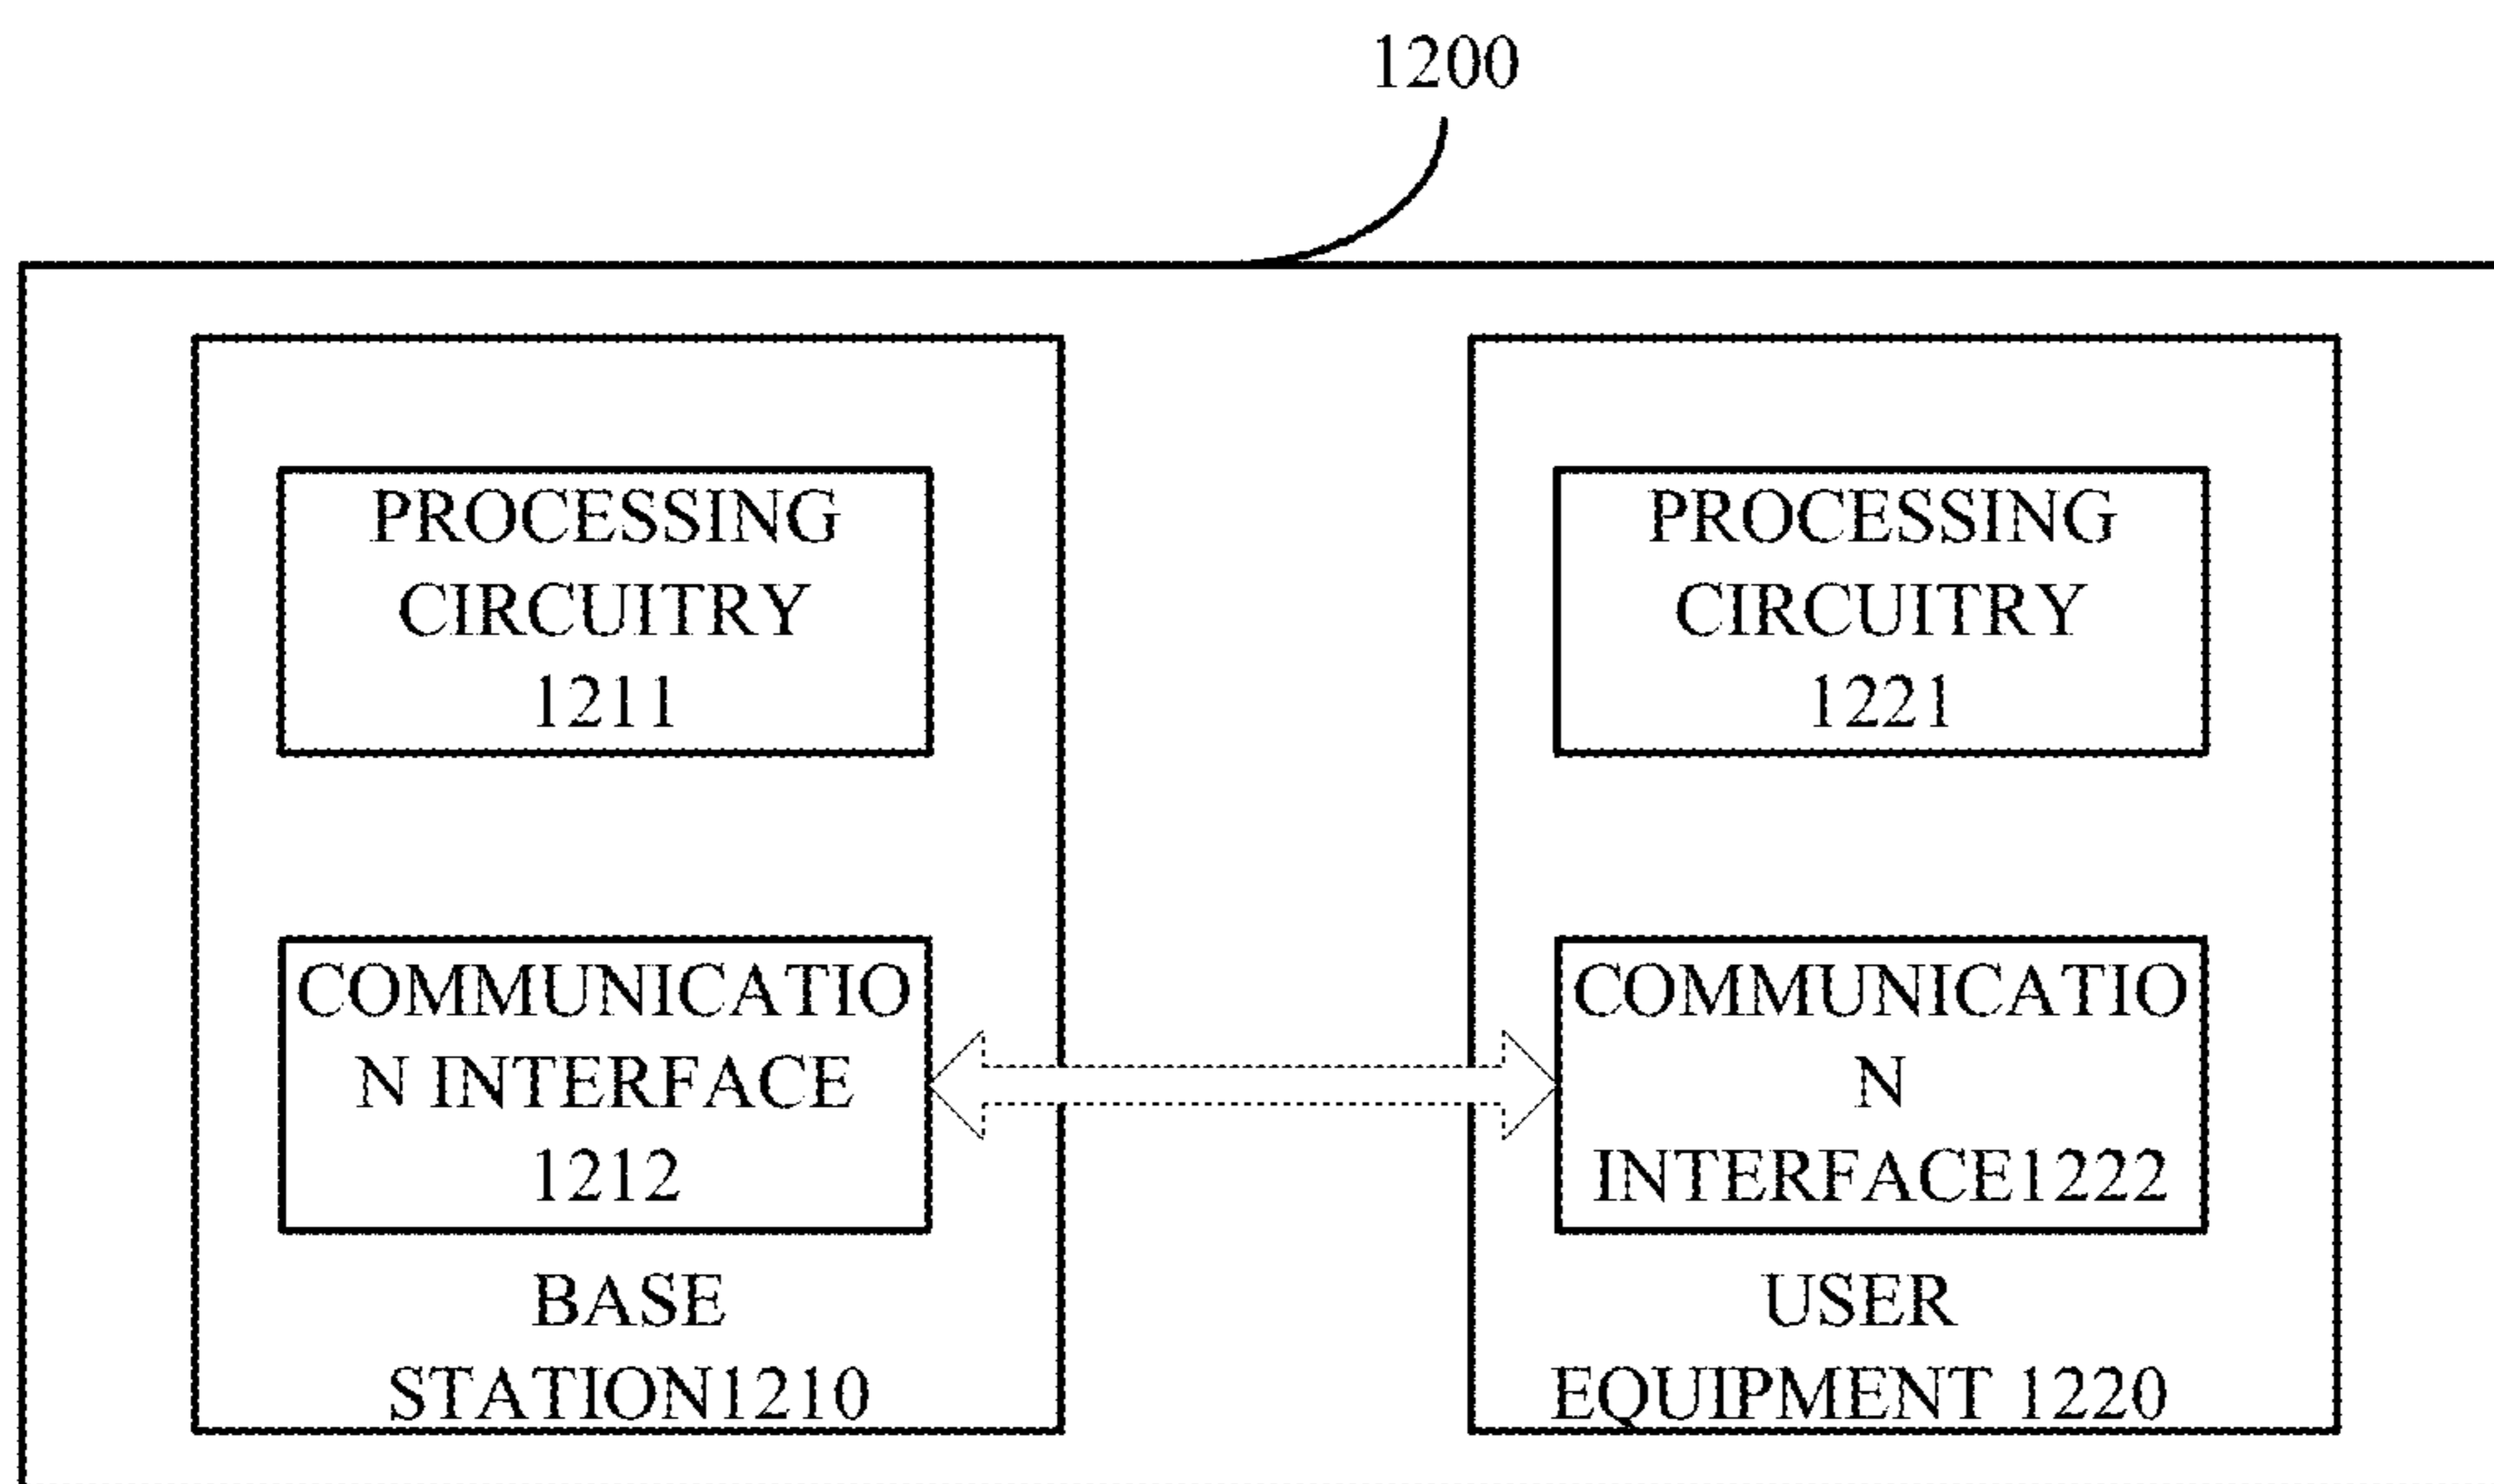 1200
PROCESSING
CIRCUITRY
1211
COMMUNICATIO
N INTERFACE
1212
BASE
STATION1210
PROCESSING
CIRCUITRY
1221
COMMUNICATIO
N
INTERFACE1222
USER
EQUIPMENT 1220